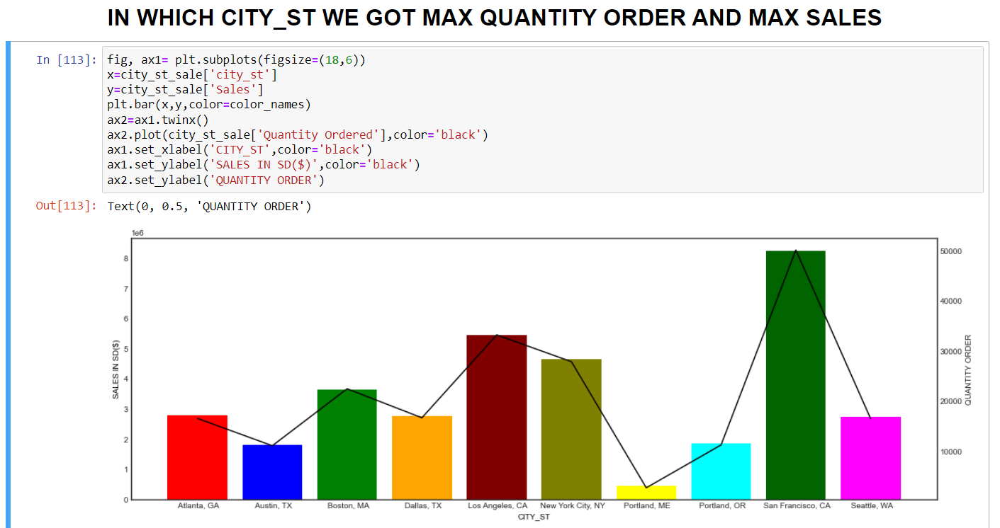 IN WHICH CITY_ST WE GOT MAX QUANTITY ORDER AND MAX SALES
In [113]: fig, ax1= plt.subplots(figsize=(18,6))
x=city_st_sale['city_st']
y=city_st_sale['Sales']
plt.bar(x,y,color=color_names)
ax2=ax1.twinx()
ax2.plot(city_st_sale['Quantity Ordered'],color='black')
ax1.set_xlabel('CITY_ST',color='black')
ax1.set_ylabel('SALES IN SD($)',color='black')
ax2.set_ylabel('QUANTITY ORDER')
Out[113]: Text(0, 0.5, 'QUANTITY ORDER')
1e6
8
7
6
5
4
3
2
1
0
SALES IN SD($)
50000
40000
30000
20000
10000
QUANTITY ORDER
Atlanta, GA Austin, TX Boston, MA Dallas, TX Los Angeles, CA New York City, NY Portland, ME Portland, OR San Francisco, CA Seattle, WA
CITY_ST